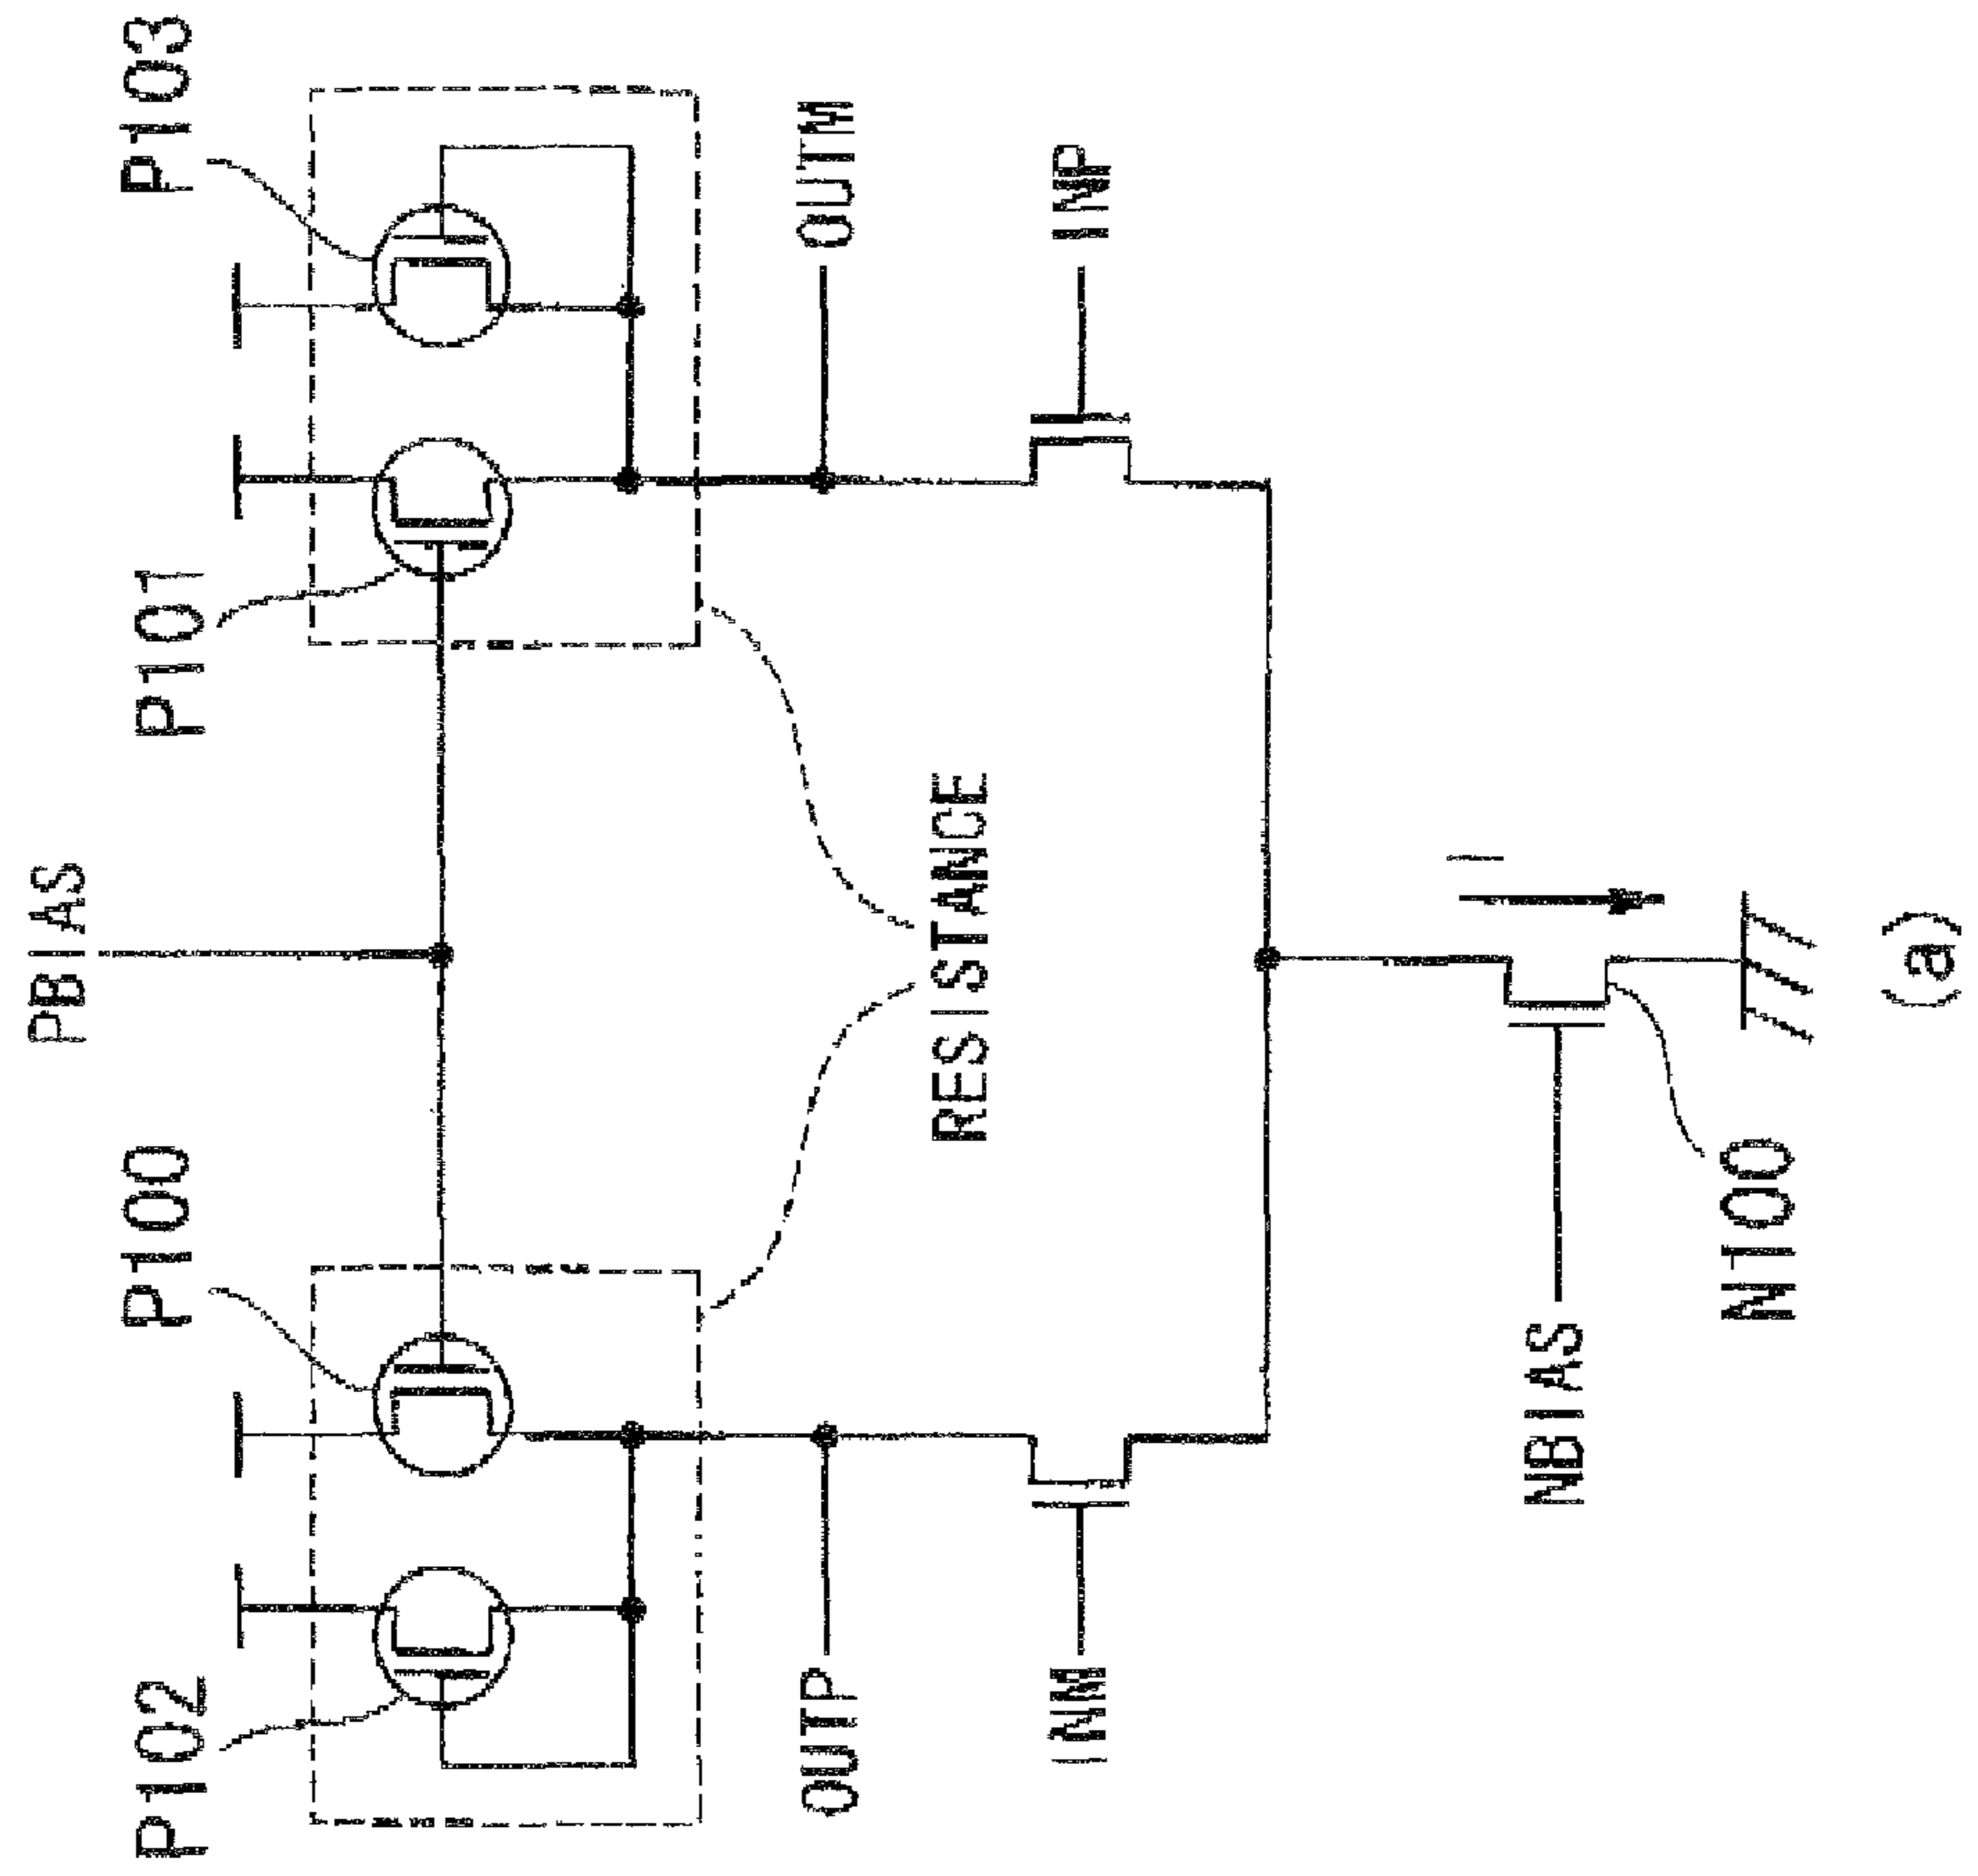 PBIAS
P102
P100
P101
P103
OUTP
OUTM
RESISTANCE
INM
INP
I
NBIAS
N100
(a)